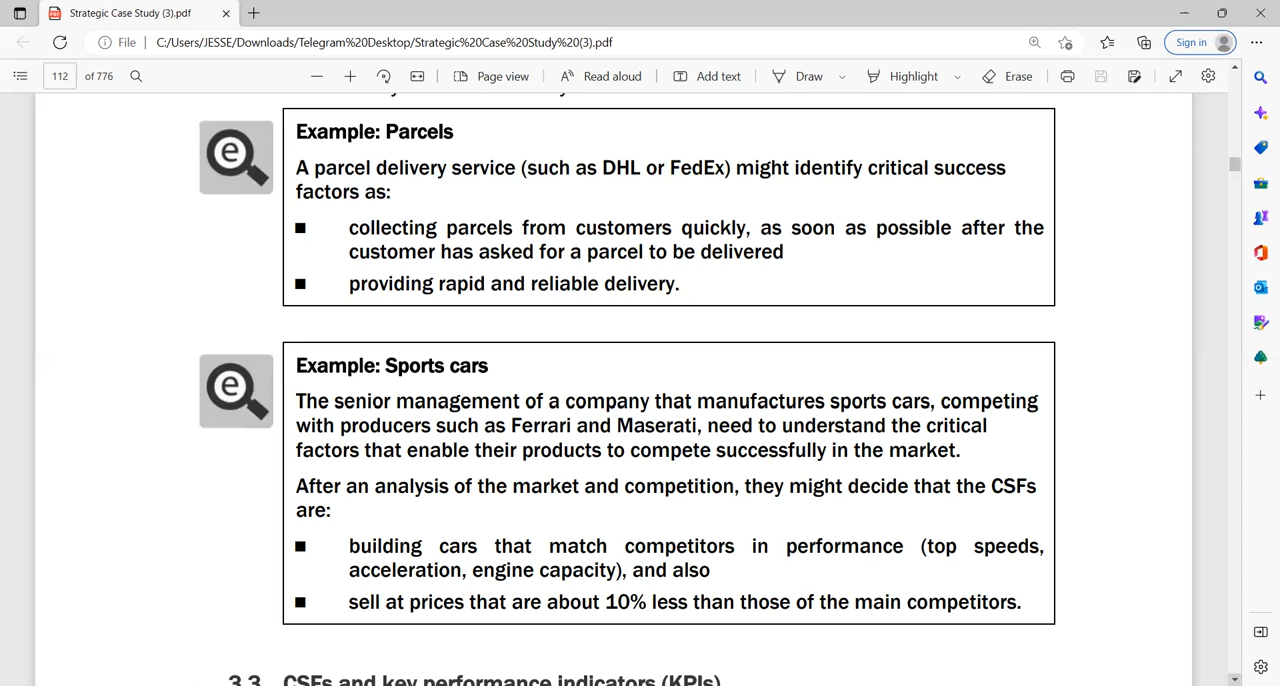 Strategic Case Study (3).pdf
File C:/Users/JESSE/Downloads/Telegram%20Desktop/Strategic%20Case%20Study%20(3).pdf
Sign in
112 of 776
Page view
Read aloud
Add text
Draw
Highlight
Erase
Example: Parcels
A parcel delivery service (such as DHL or FedEx) might identify critical success
factors as:
■ collecting parcels from customers quickly, as soon as possible after the
customer has asked for a parcel to be delivered
■ providing rapid and reliable delivery.
Example: Sports cars
The senior management of a company that manufactures sports cars, competing
with producers such as Ferrari and Maserati, need to understand the critical
factors that enable their products to compete successfully in the market.
After an analysis of the market and competition, they might decide that the CSFs
are:
■ building cars that match competitors in performance (top speeds,
acceleration, engine capacity), and also
■ sell at prices that are about 10% less than those of the main competitors.
3.3 CSFs and key performance indicators (KPIs)